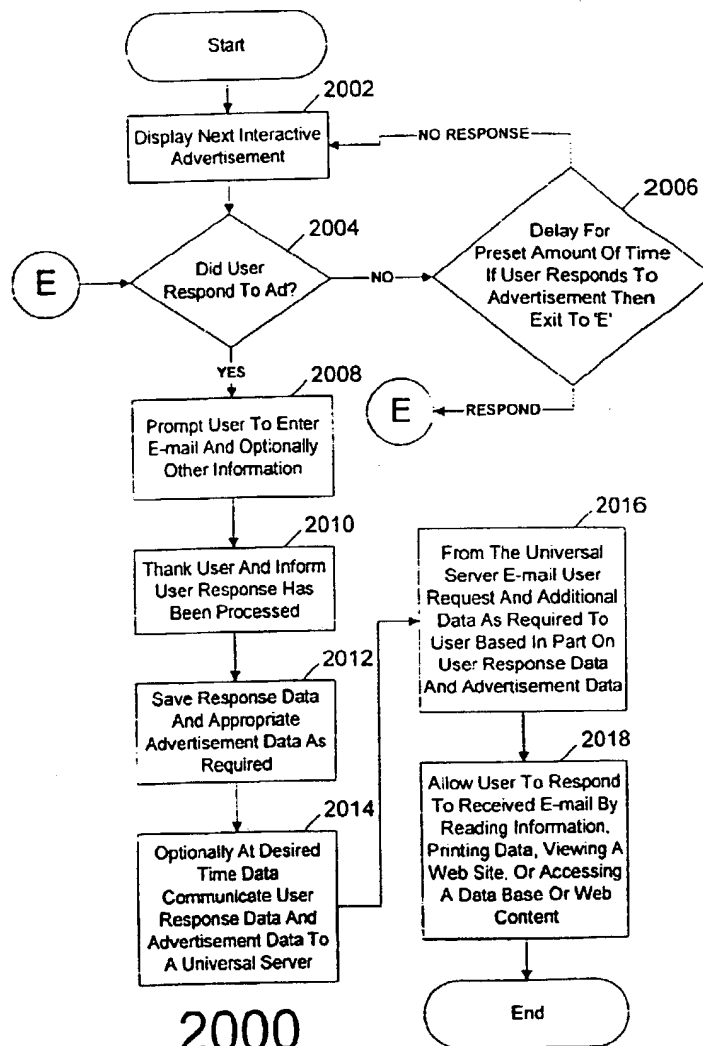 Start
2002
Display Next Interactive
Advertisement
NO RESPONSE
2004
Did User
Respond To Ad?
E
NO
2006
Delay For
Preset Amount Of Time
If User Responds To
Advertisement Then
Exit To 'E'
YES
E
RESPOND
2008
Prompt User To Enter
E-mail And Optionally
Other Information
2010
Thank User And Inform
User Response Has
Been Processed
2012
Save Response Data
And Appropriate
Advertisement Data As
Required
2014
Optionally At Desired
Time Data
Communicate User
Response Data And
Advertisement Data To
A Universal Server
2016
From The Universal
Server E-mail User
Request And Additional
Data As Required To
User Based In Part On
User Response Data
And Advertisement Data
2018
Allow User To Respond
To Received E-mail By
Reading Information,
Printing Data, Viewing A
Web Site, Or Accessing
A Data Base Or Web
Content
End
2000